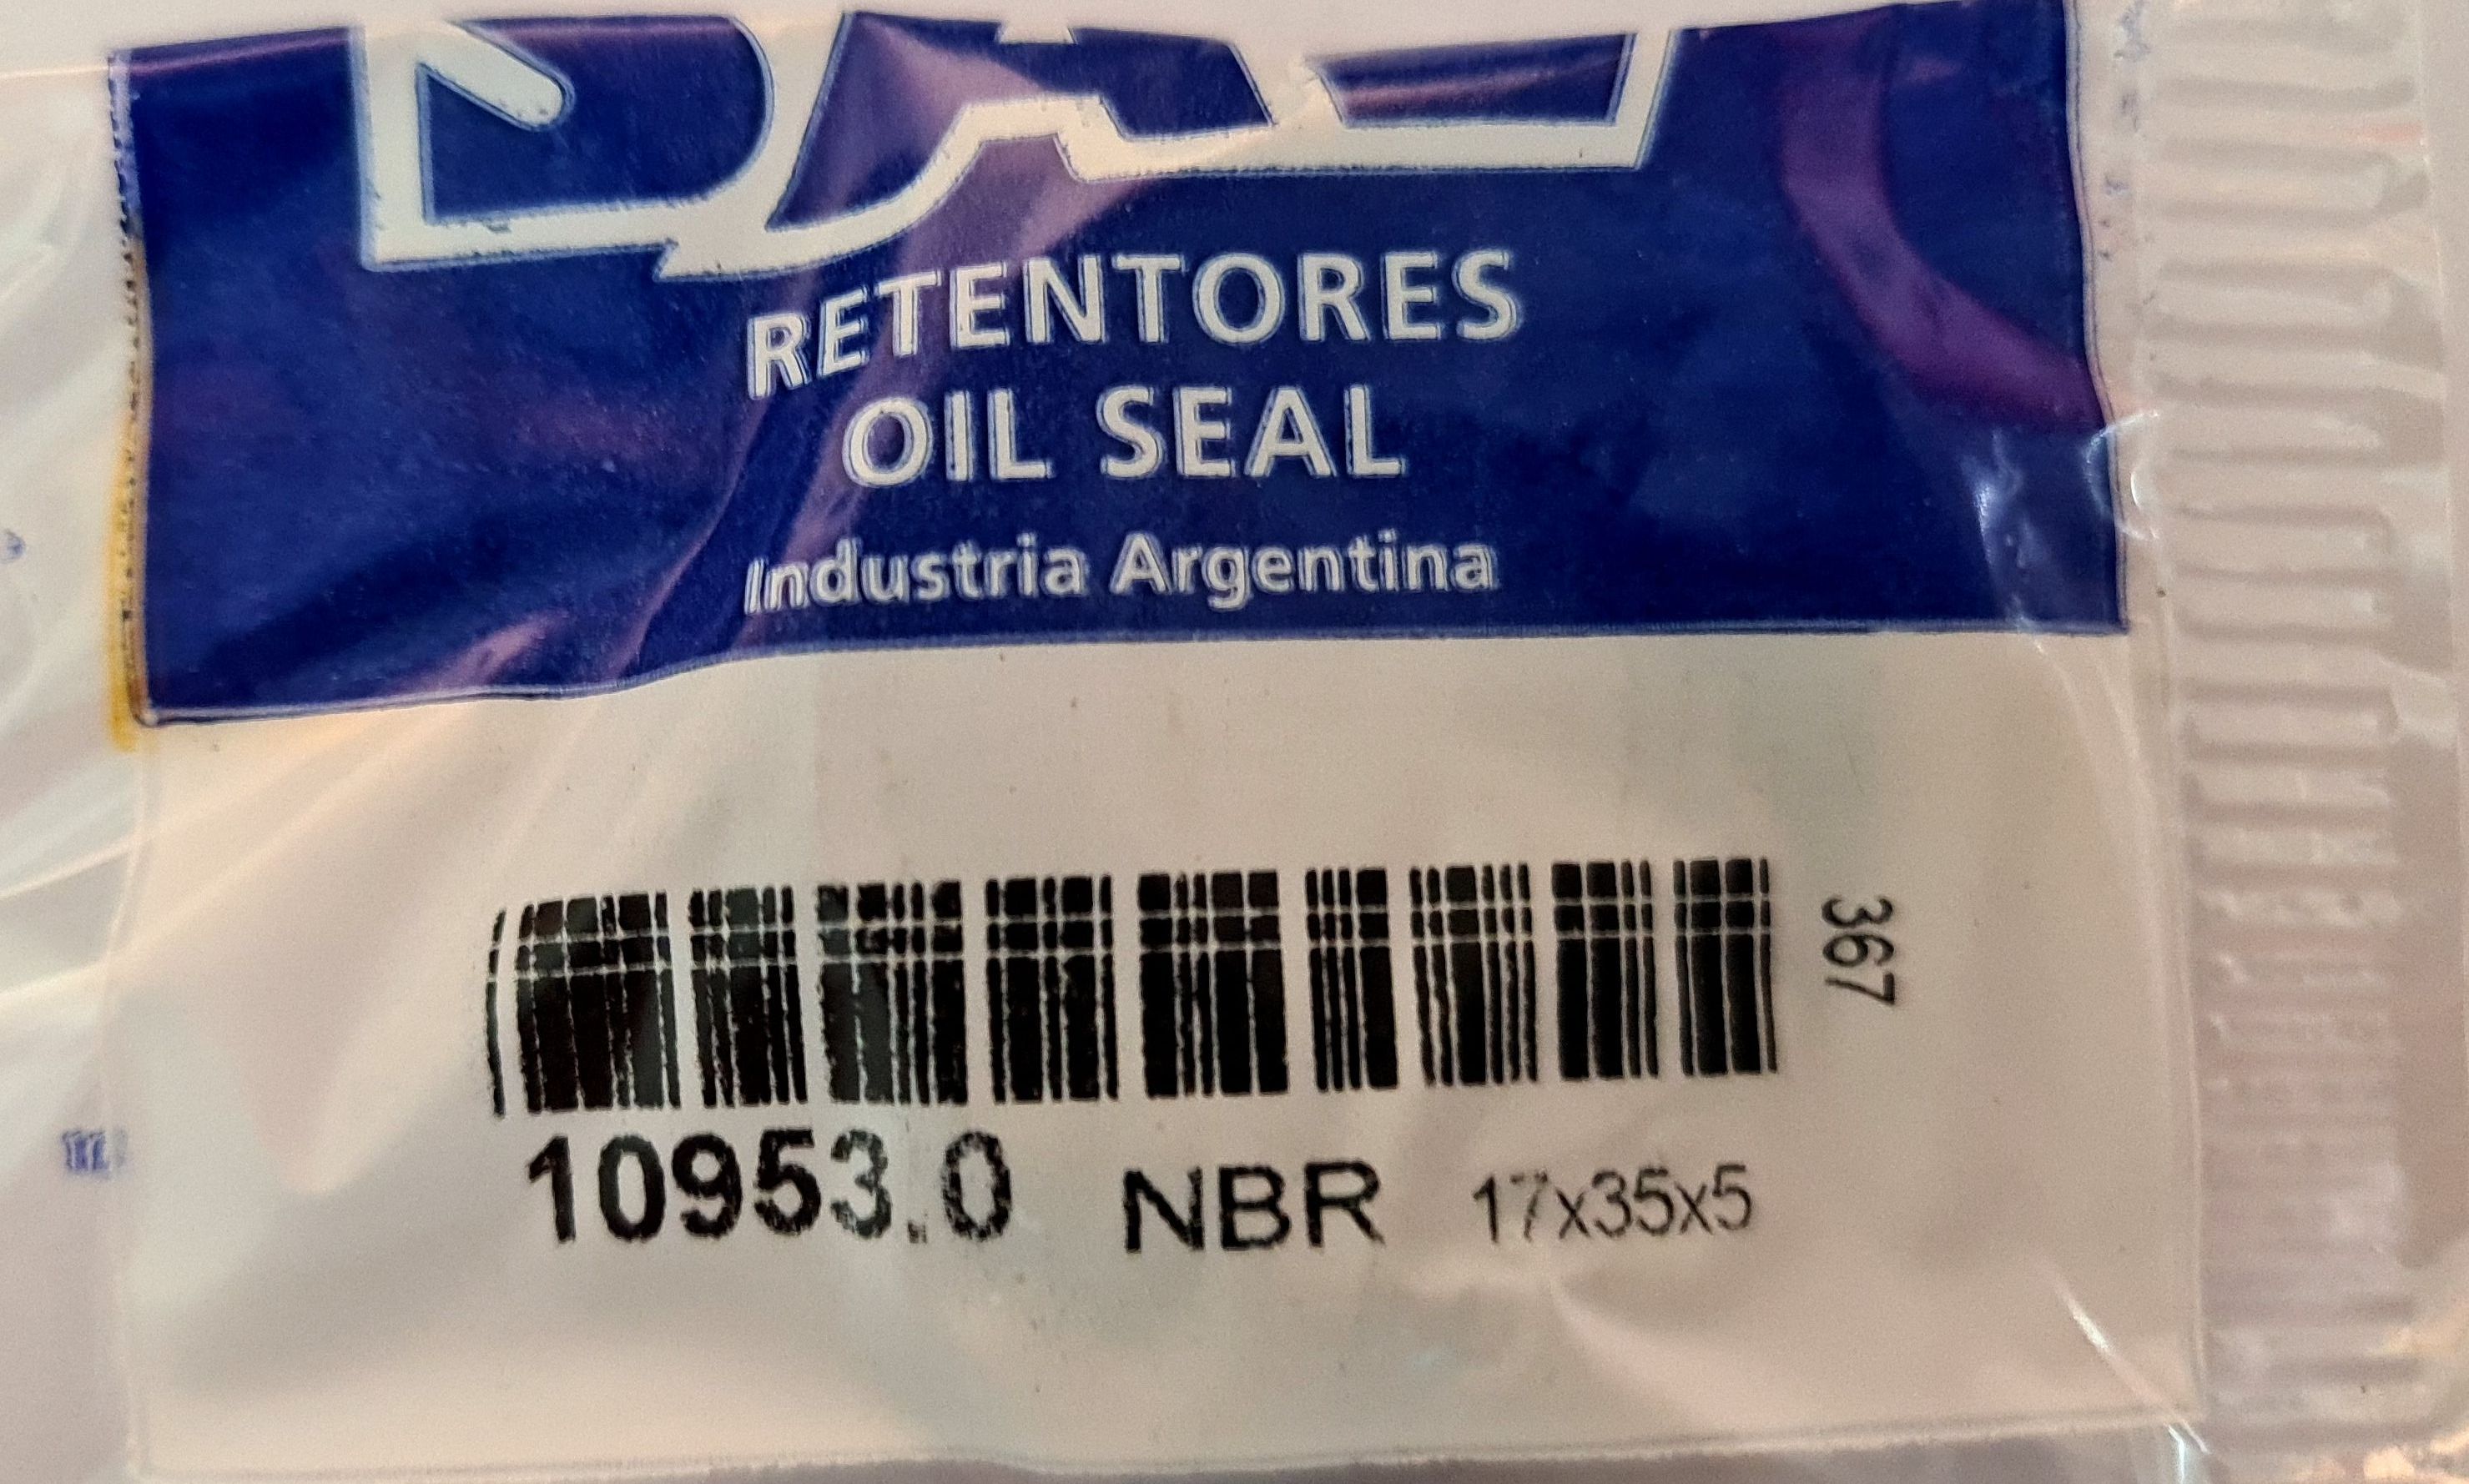 RETENTORES
OIL SEAL
Industria Argentina
367
10953.0 NBR 17x35x5